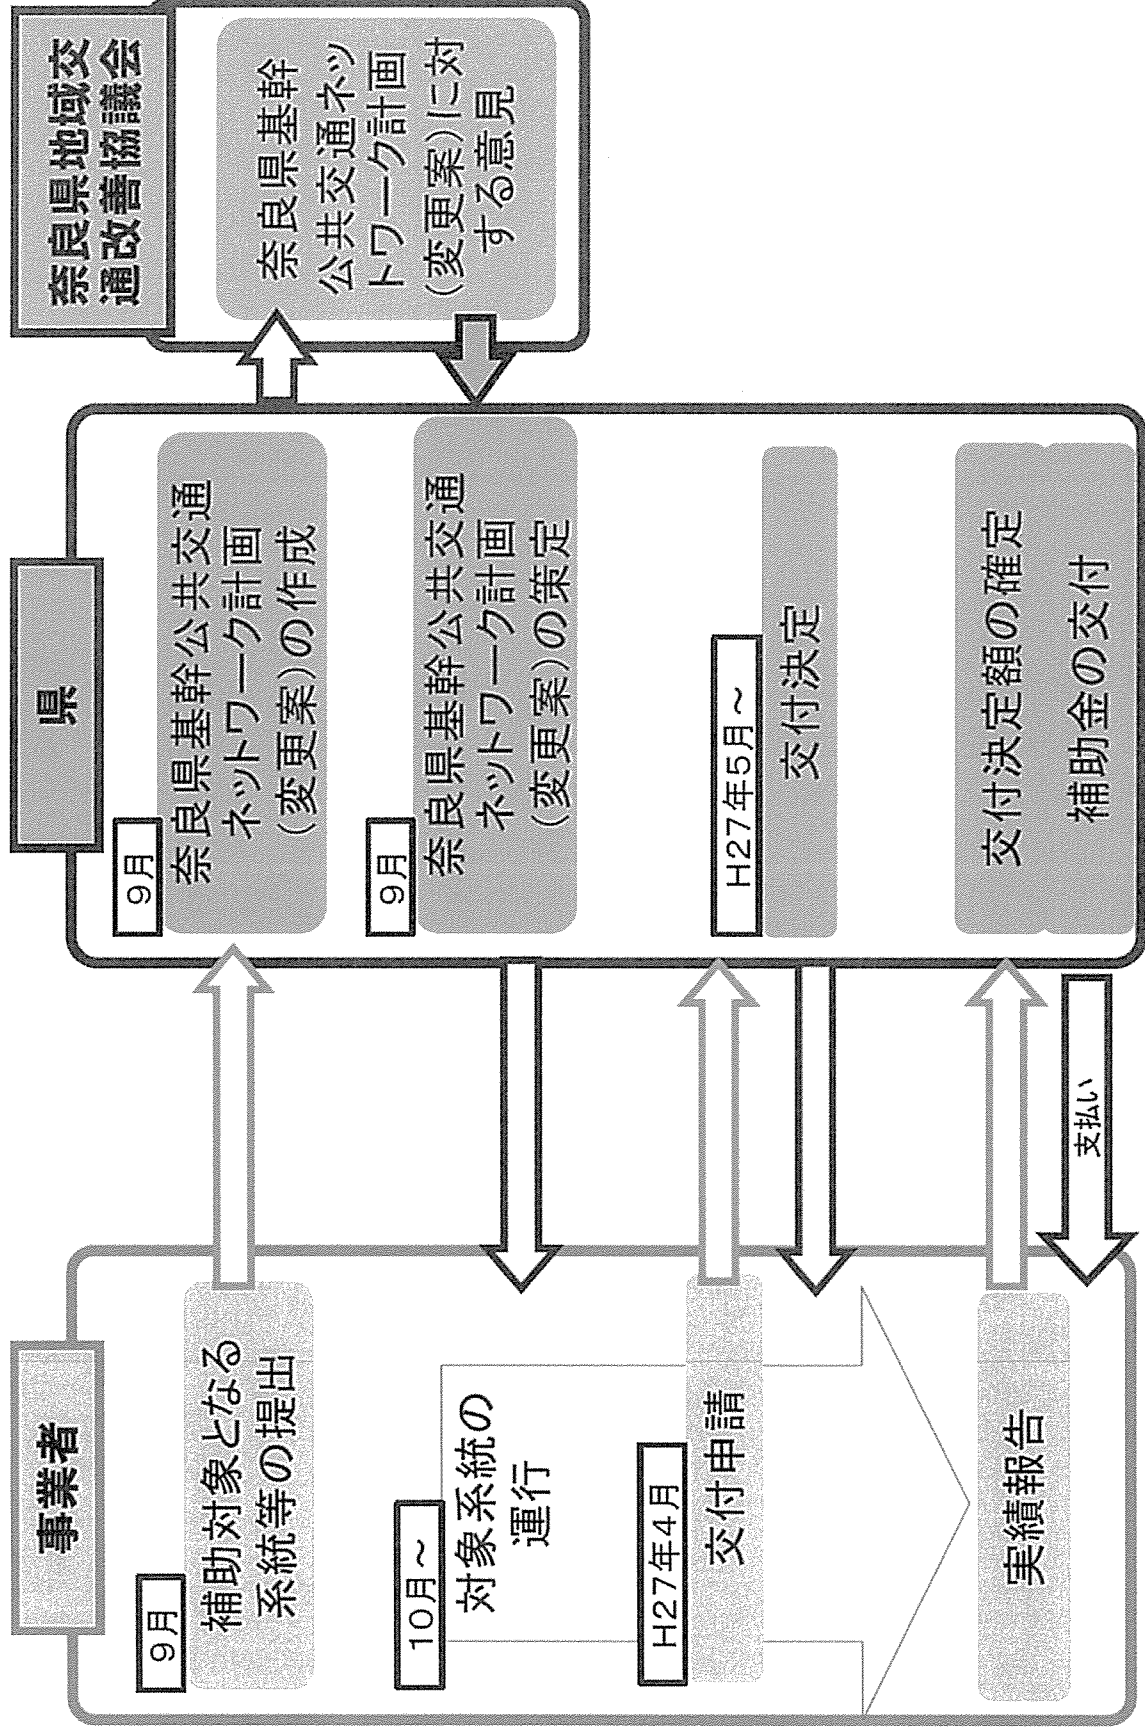 事業者
9月
補助対象となる
系統等の提出
10月～
対象系統の
運行
H27年4月
交付申請
実績報告
支払い
県
9月
奈良県基幹公共交通
ネットワーク計画
（変更案）の作成
9月
奈良県基幹公共交通
ネットワーク計画
（変更案）の策定
H27年5月～
交付決定
交付決定額の確定
補助金の交付
奈良県地域交
通改善協議会
奈良県基幹
公共交通ネッ
トワーク計画
（変更案）に対
する意見